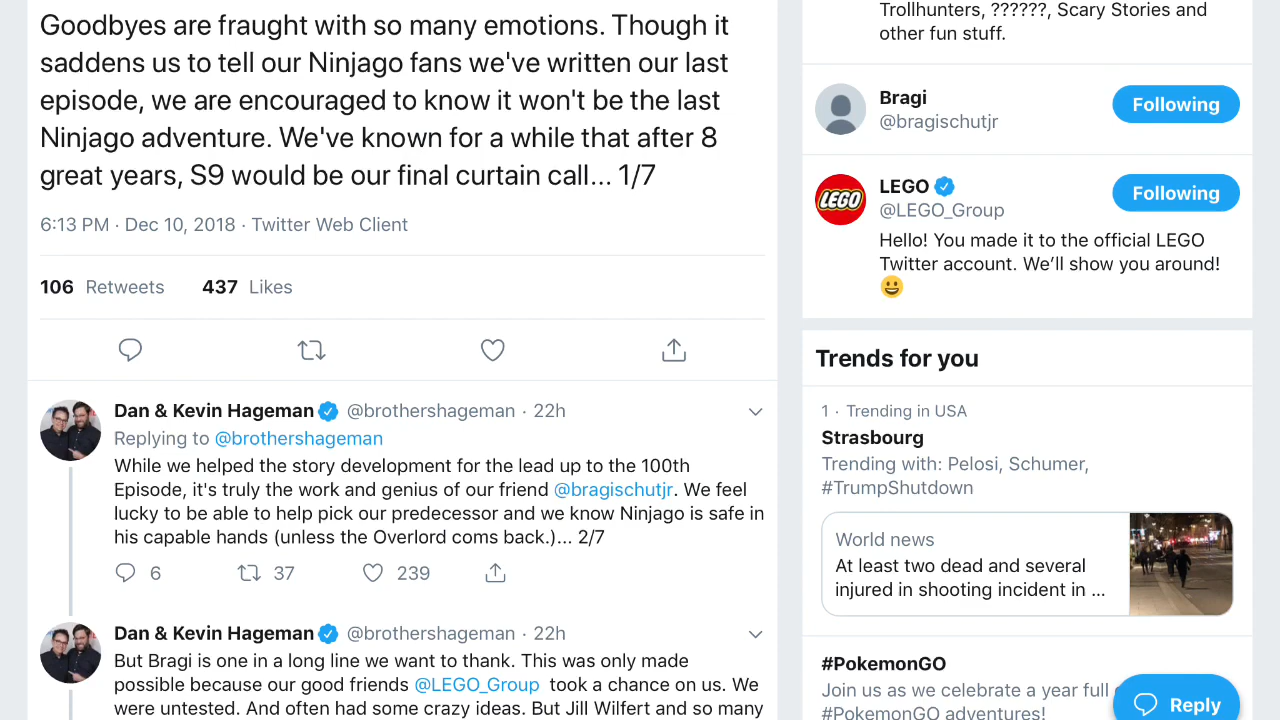 Goodbyes are fraught with so many emotions. Though it
saddens us to tell our Ninjago fans we've written our last
episode, we are encouraged to know it won't be the last
Ninjago adventure. We've known for a while that after 8
great years, S9 would be our final curtain call... 1/7
6:13 PM · Dec 10, 2018 · Twitter Web Client
106 Retweets 437 Likes
Dan & Kevin Hageman @brothershageman · 22h
Replying to @brothershageman
While we helped the story development for the lead up to the 100th
Episode, it's truly the work and genius of our friend @bragischutjr. We feel
lucky to be able to help pick our predecessor and we know Ninjago is safe in
his capable hands (unless the Overlord coms back.)... 2/7
6 37 239
Dan & Kevin Hageman @brothershageman · 22h
But Bragi is one in a long line we want to thank. This was only made
possible because our good friends @LEGO_Group took a chance on us. We
were untested. And often had some crazy ideas. But Jill Wilfert and so many
Trollhunters, ??????, Scary Stories and
other fun stuff.
Bragi
@bragischutjr
Following
LEGO
LEGO
@LEGO_Group
Following
Hello! You made it to the official LEGO
Twitter account. We’ll show you around!
😀
Trends for you
1 · Trending in USA
Strasbourg
Trending with: Pelosi, Schumer,
#TrumpShutdown
World news
At least two dead and several
injured in shooting incident in ...
#PokemonGO
Join us as we celebrate a year full
#PokemonGO adventures!
Reply